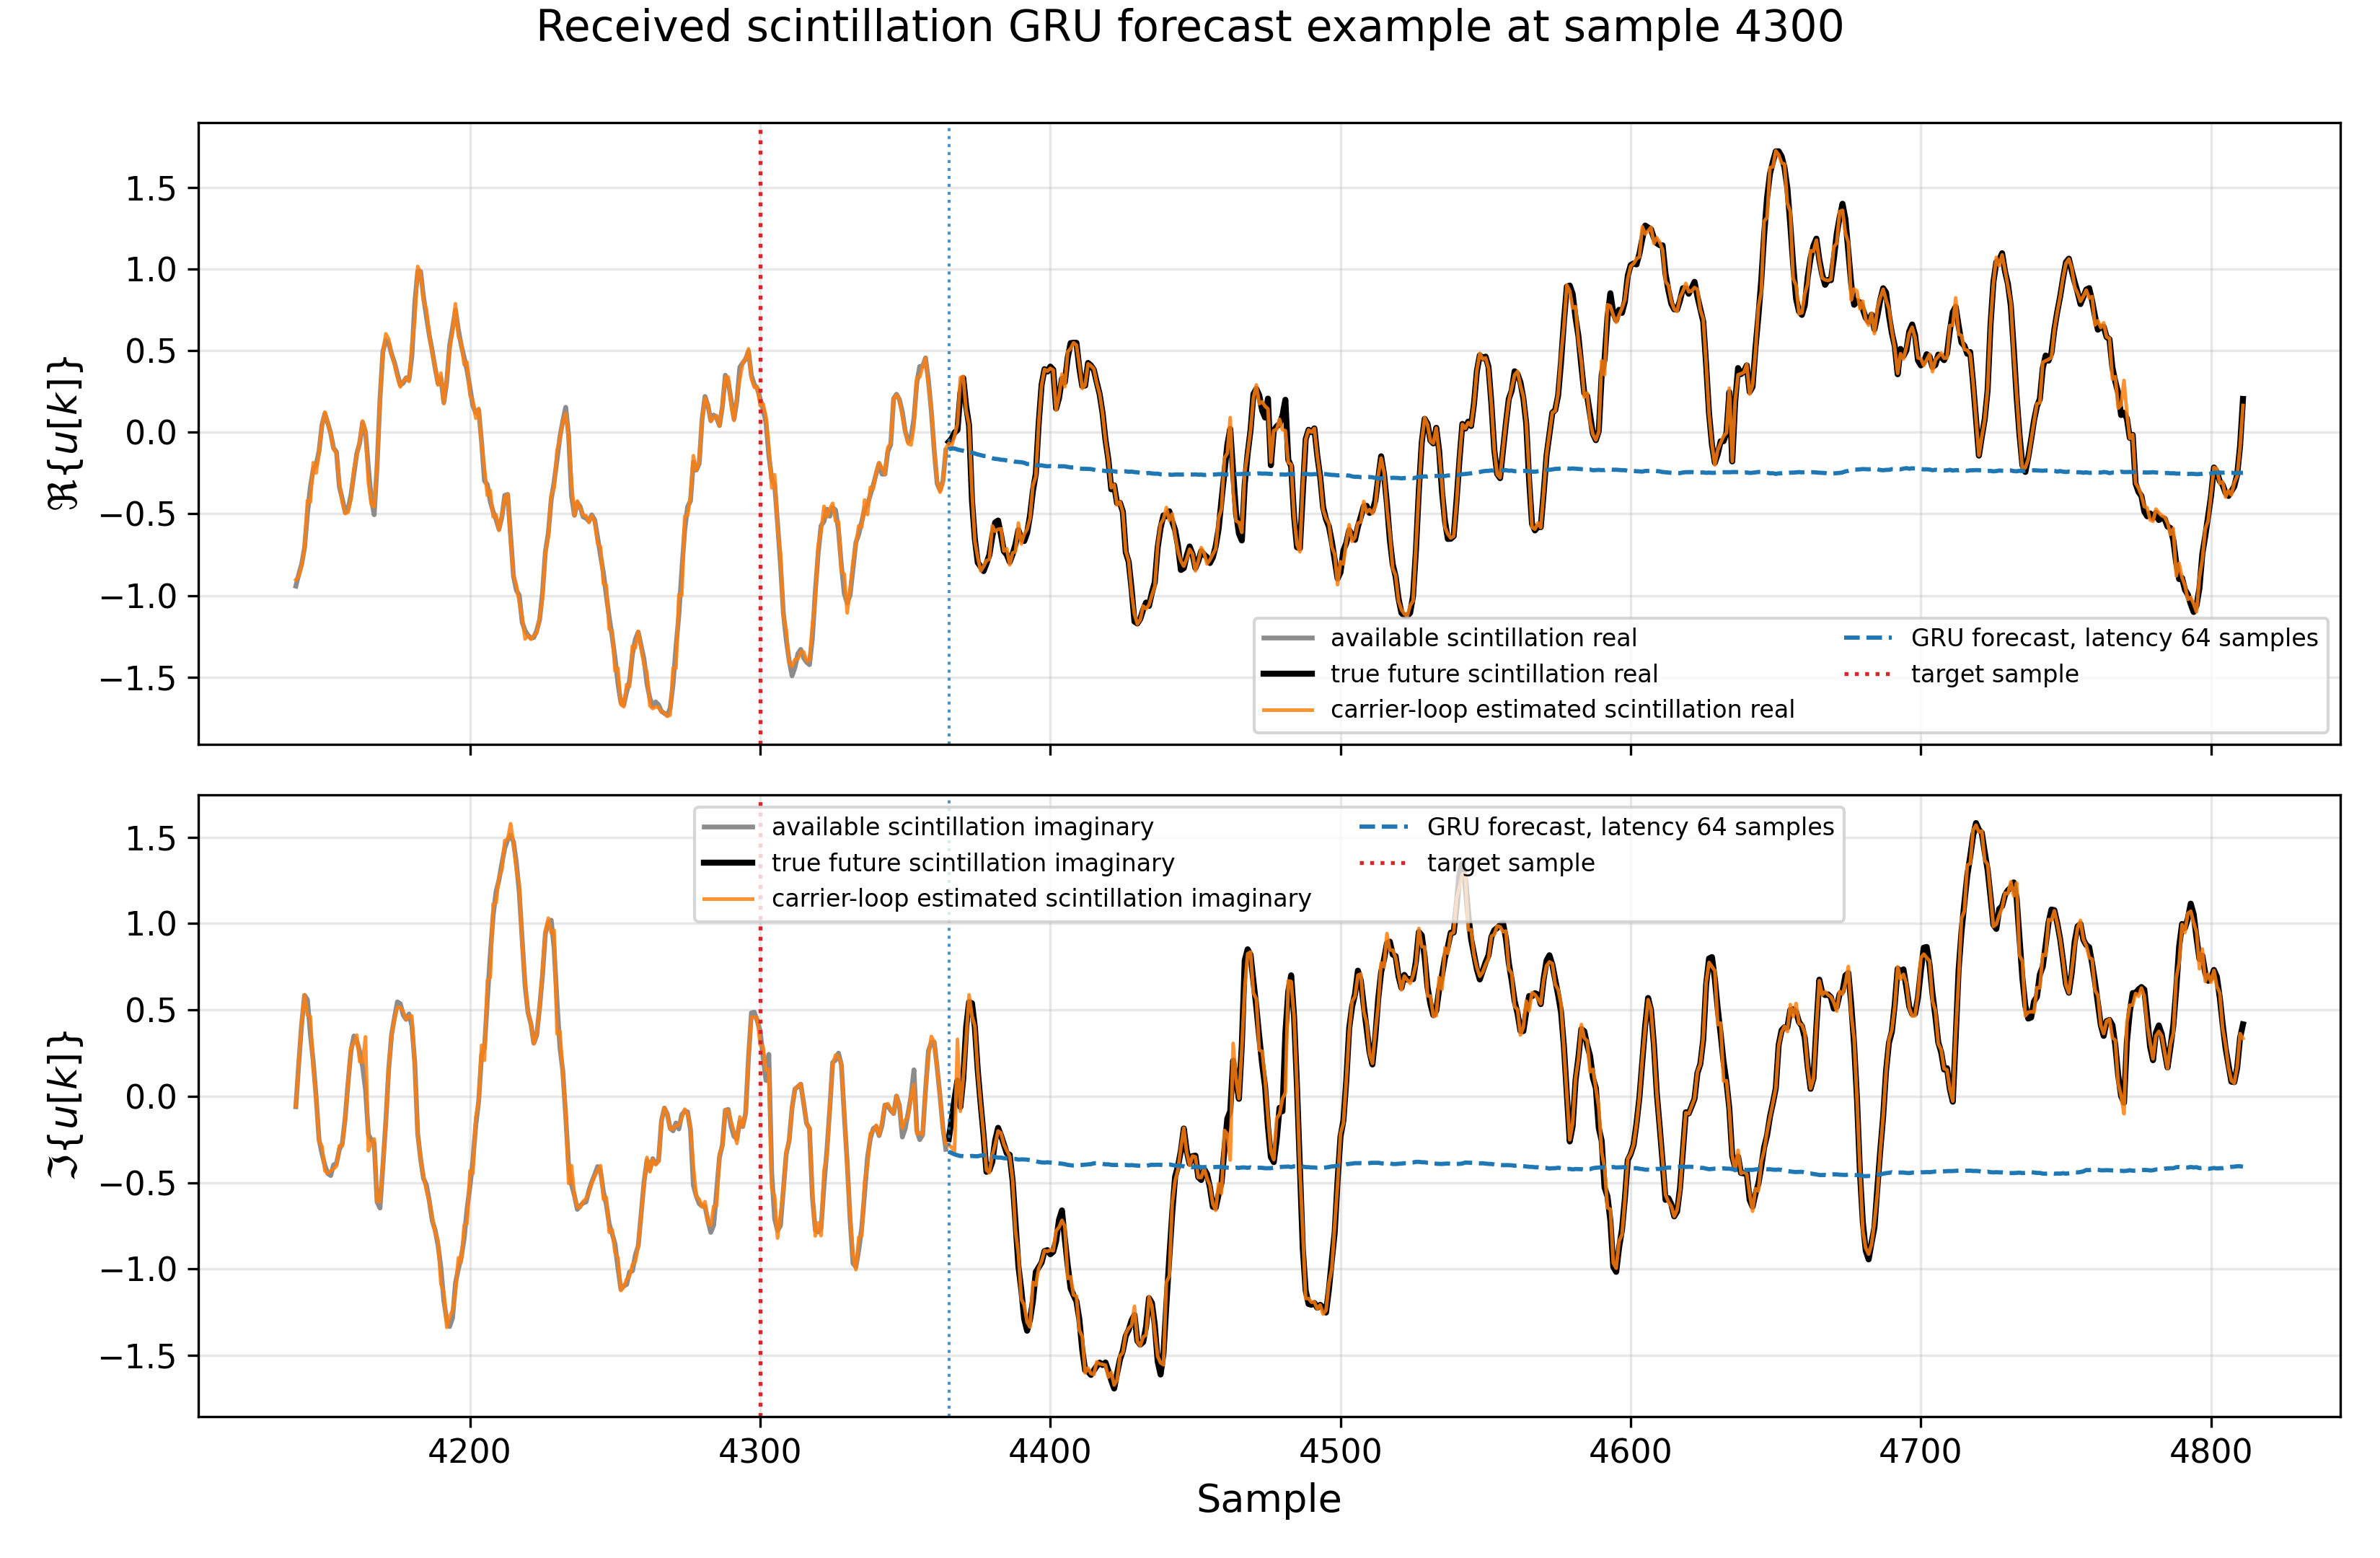 Received scintillation GRU forecast example at sample 4300
ℜ{u[k]}
1.5
1.0
0.5
0.0
−0.5
−1.0
−1.5
available scintillation real
true future scintillation real
carrier-loop estimated scintillation real
GRU forecast, latency 64 samples
target sample
ℑ{u[k]}
1.5
1.0
0.5
0.0
−0.5
−1.0
−1.5
available scintillation imaginary
true future scintillation imaginary
carrier-loop estimated scintillation imaginary
GRU forecast, latency 64 samples
target sample
4200 4300 4400 4500 4600 4700 4800
Sample